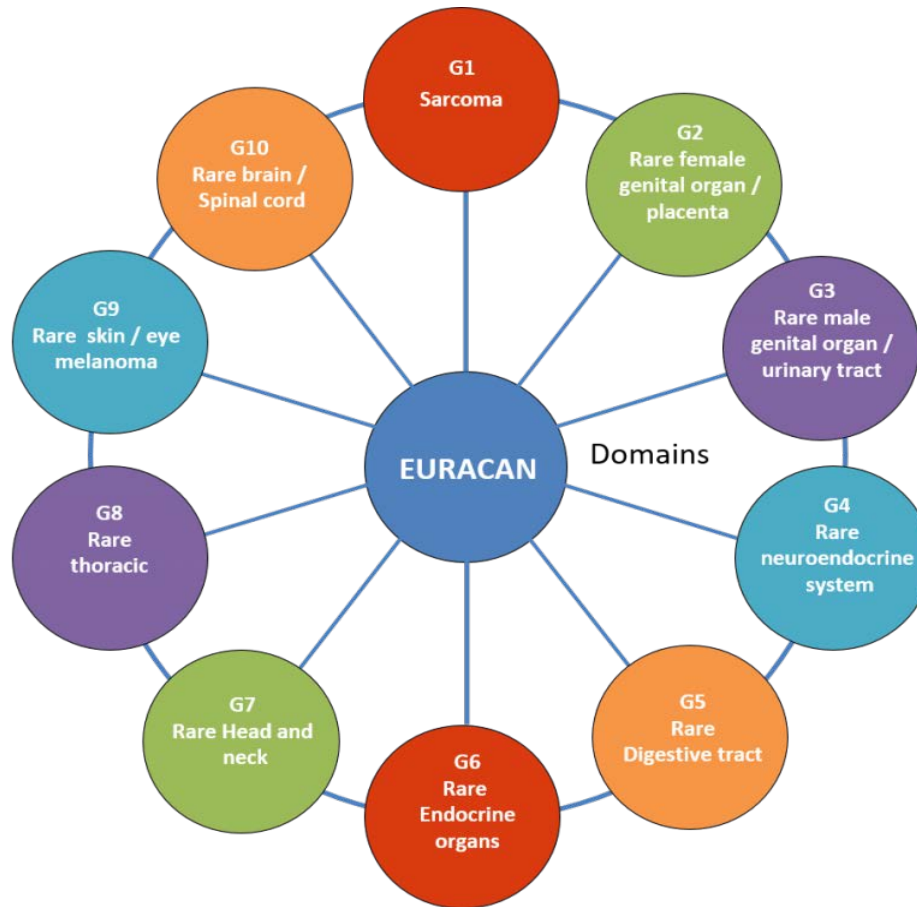 G1
Sarcoma
G2
Rare female
genital organ /
placenta
G3
Rare male
genital organ /
urinary tract
G4
Rare
neuroendocrine
system
G5
Rare
Digestive tract
G6
Rare
Endocrine
organs
G7
Rare Head and
neck
G8
Rare
thoracic
G9
Rare skin / eye
melanoma
G10
Rare brain /
Spinal cord
EURACAN
Domains